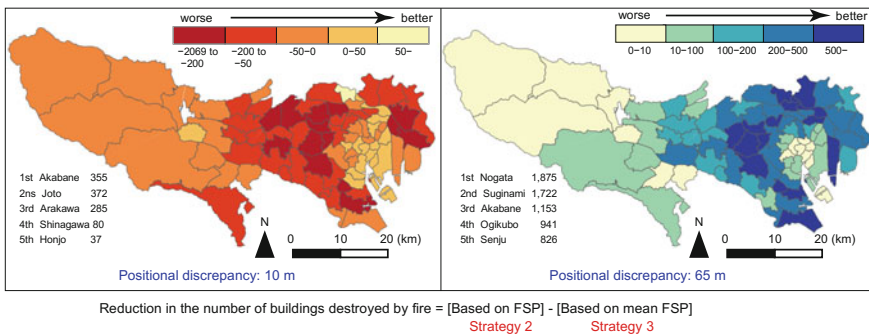 worse better
−2069 to −200
−200 to −50
−50–0
0–50
50–
1st Akabane 355
2ns Joto 372
3rd Arakawa 285
4th Shinagawa 80
5th Honjo 37
N
0 10 20 (km)
Positional discrepancy: 10 m
worse better
0−10 10−100 100−200 200−500 500−
1st Nogata 1,875
2nd Suginami 1,722
3rd Akabane 1,153
4th Ogikubo 941
5th Senju 826
N
0 10 20 (km)
Positional discrepancy: 65 m
Reduction in the number of buildings destroyed by fire = [Based on FSP] - [Based on mean FSP]
Strategy 2 Strategy 3